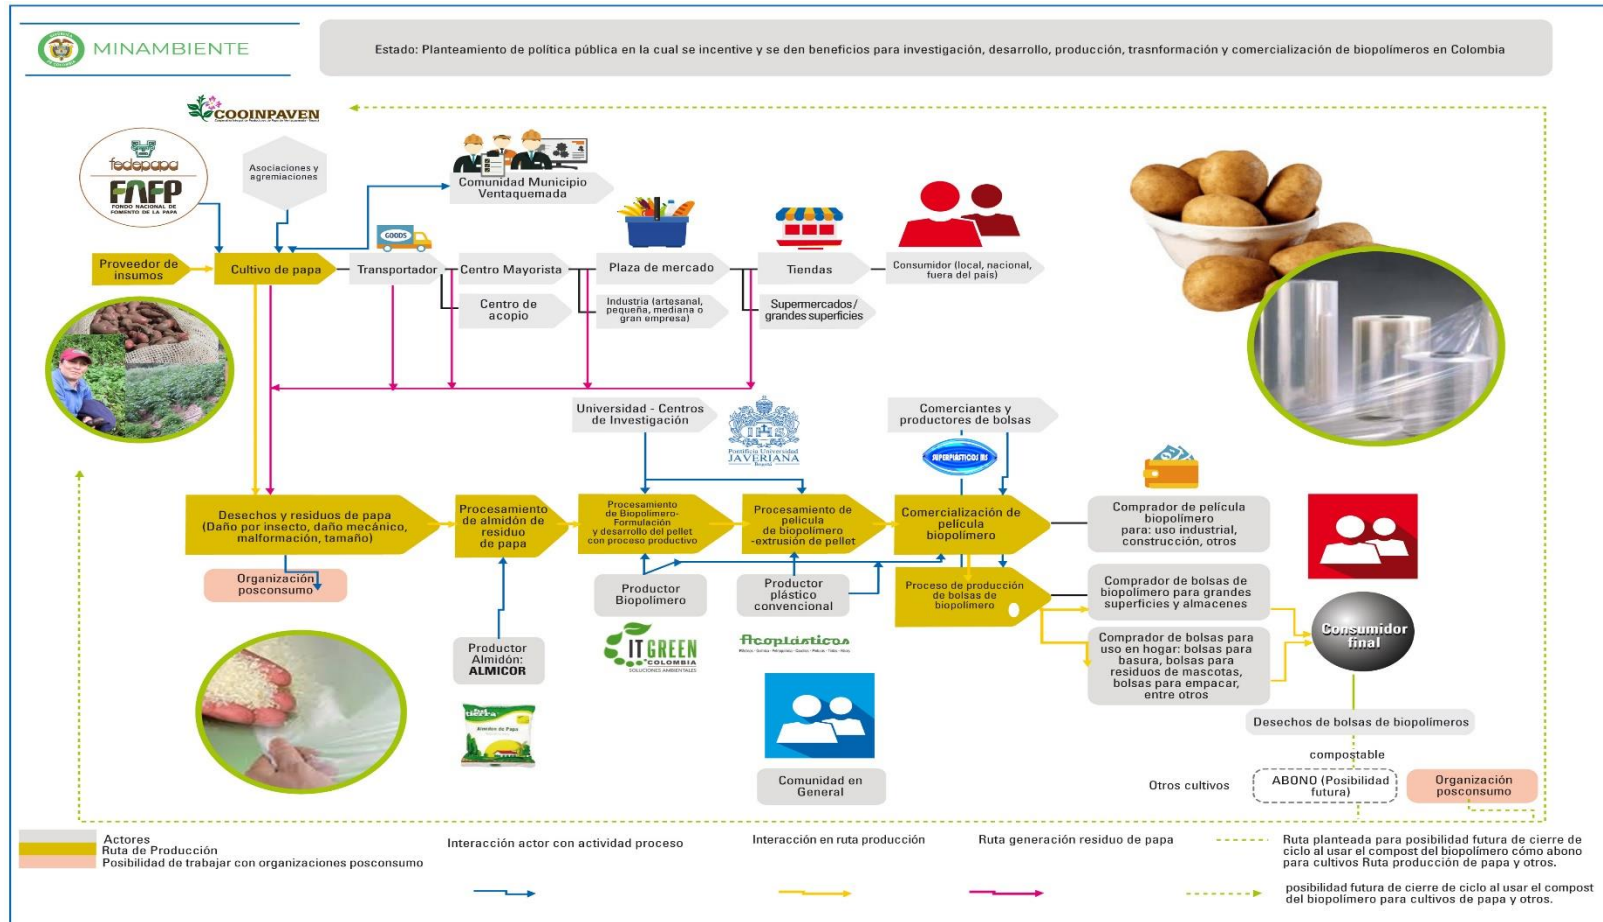 MINAMBIENTE
Estado: Planteamiento de política pública en la cual se incentive y se den beneficios para investigación, desarrollo, producción, trasnformación y comercialización de biopolímeros en Colombia
COOINPAVEN
fedepapa
FNFP
FONDO NACIONAL DE
FOMENTO DE LA PAPA
Asociaciones y
agremiaciones
Comunidad Municipio
Ventaquemada
GOODS
Proveedor de
insumos
Cultivo de papa
Transportador
Centro Mayorista
Plaza de mercado
Tiendas
Consumidor (local, nacional,
fuera del país)
Centro de
acopio
Industria (artesanal,
pequeña, mediana o
gran empresa)
Supermercados/
grandes superficies
Universidad - Centros
de Investigación
Pontificia Universidad
JAVERIANA
Bogotá
Comerciantes y
productores de bolsas
SUPERPLÁSTICOS MS
Desechos y residuos de papa
(Daño por insecto, daño mecánico,
malformación, tamaño)
Procesamiento
de almidón de
residuo
de papa
Procesamiento
de Biopolímero-
Formulación
y desarrollo del pellet
con proceso productivo
Procesamiento de
película
de biopolímero
-extrusión de pellet
Comercialización de
película
biopolímero
Comprador de película
biopolímero
para: uso industrial,
construcción, otros
Organización
posconsumo
Productor
Biopolímero
Productor
plástico
convencional
Proceso de producción
de bolsas de
biopolímero
Comprador de bolsas de
biopolímero para grandes
superficies y almacenes
Consumidor
final
Productor
Almidón:
ALMICOR
IT GREEN
COLOMBIA
SOLUCIONES AMBIENTALES
Acoplásticos
Comprador de bolsas para
uso en hogar: bolsas para
basura, bolsas para
residuos de mascotas,
bolsas para empacar,
entre otros
tierra
Almidón de Papa
Desechos de bolsas de biopolímeros
compostable
Comunidad en
General
Otros cultivos
ABONO (Posibilidad
futura)
Organización
posconsumo
Actores
Ruta de Producción
Posibilidad de trabajar con organizaciones posconsumo
Interacción actor con actividad proceso
Interacción en ruta producción
Ruta generación residuo de papa
Ruta planteada para posibilidad futura de cierre de
ciclo al usar el compost del biopolímero cómo abono
para cultivos Ruta producción de papa y otros.
posibilidad futura de cierre de ciclo al usar el compost
del biopolímero para cultivos de papa y otros.